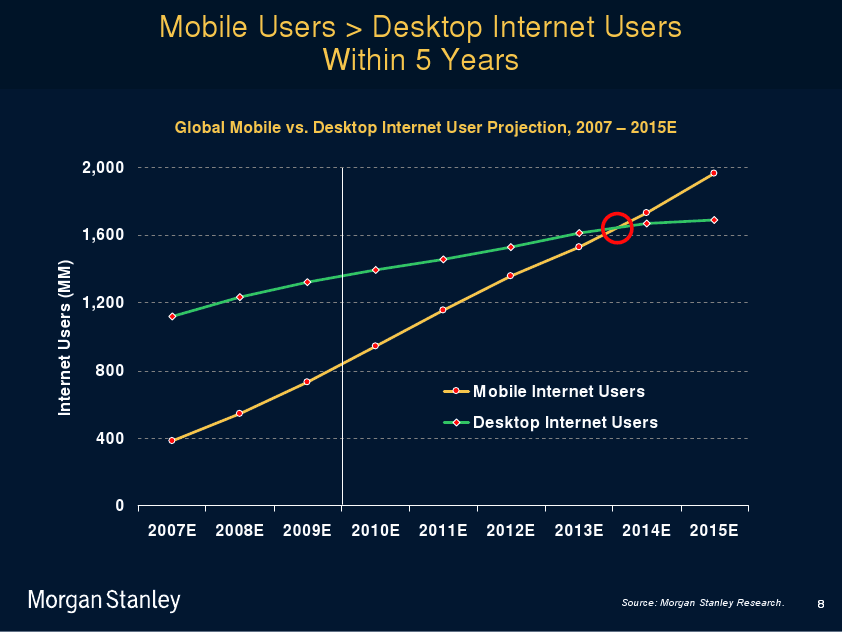 Mobile Users > Desktop Internet Users
Within 5 Years
Global Mobile vs. Desktop Internet User Projection, 2007 – 2015E
2,000
1,600
1,200
800
400
0
Internet Users (MM)
Mobile Internet Users
Desktop Internet Users
2007E 2008E 2009E 2010E 2011E 2012E 2013E 2014E 2015E
Morgan Stanley
Source: Morgan Stanley Research.
8